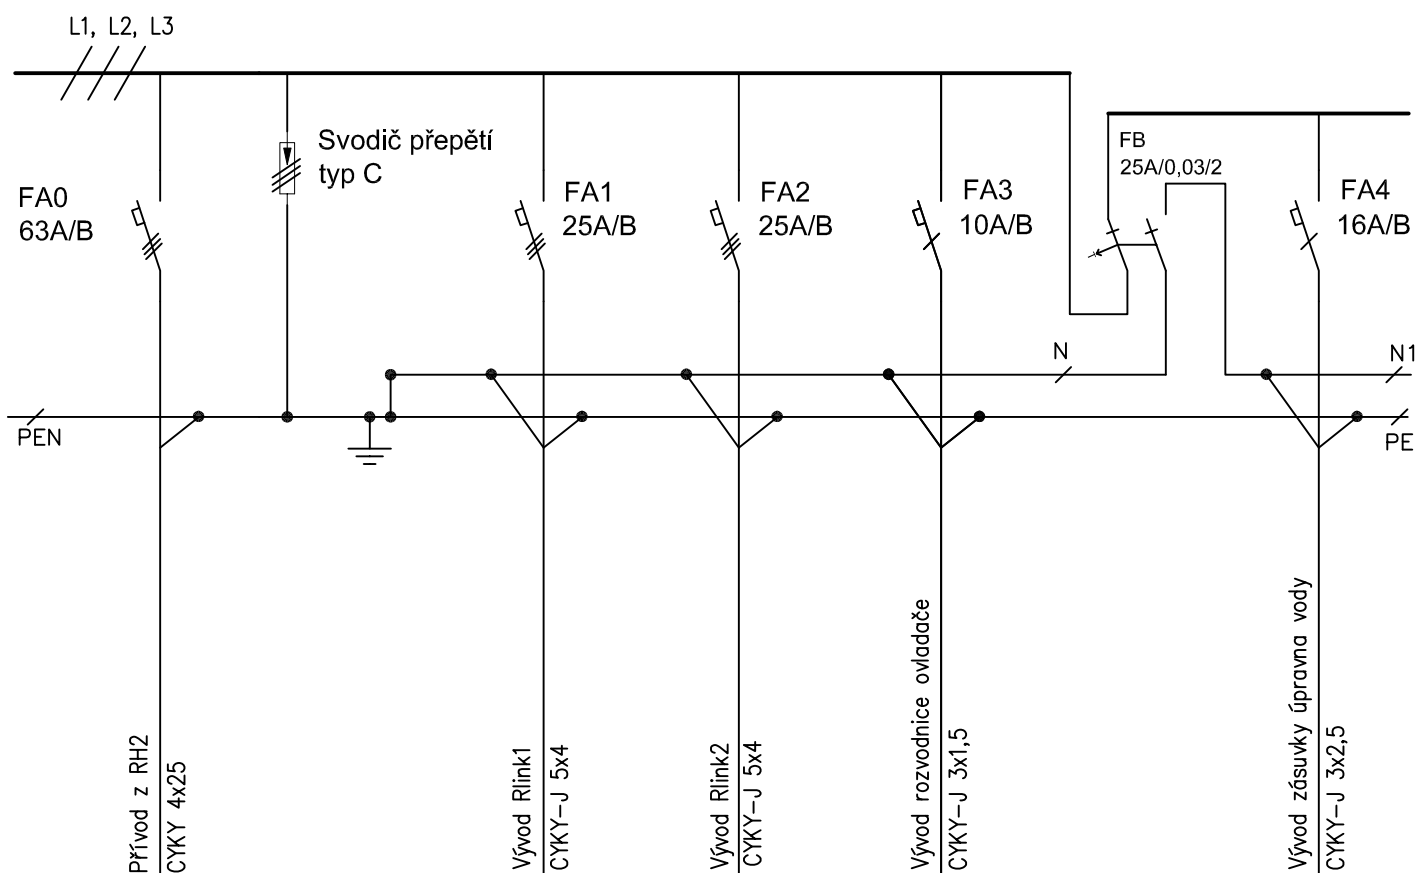 L1, L2, L3
Svodič přepětí
typ C
FA0
63A/B
FA1
25A/B
FA2
25A/B
FA3
10A/B
FB
25A/0,03/2
FA4
16A/B
N
N1
PEN
PE
Přívod z RH2
CYKY 4x25
Vývod Rlink1
CYKY-J 5x4
Vývod Rlink2
CYKY-J 5x4
Vývod rozvodnice ovladače
CYKY-J 3x1,5
Vývod zásuvky úpravna vody
CYKY-J 3x2,5